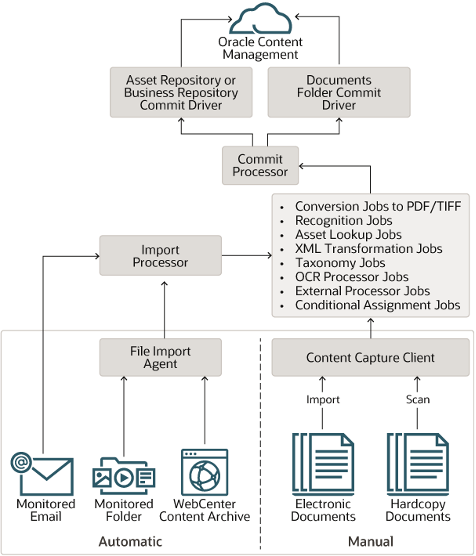 Oracle Content
Management
Asset Repository or
Business Repository
Commit Driver
Documents
Folder Commit
Driver
Commit
Processor
• Conversion Jobs to PDF/TIFF
• Recognition Jobs
• Asset Lookup Jobs
• XML Transformation Jobs
• Taxonomy Jobs
• OCR Processor Jobs
• External Processor Jobs
• Conditional Assignment Jobs
Import
Processor
File Import
Agent
Content Capture Client
Import
Scan
@
Monitored
Email
Monitored
Folder
WebCenter
Content Archive
Electronic
Documents
Hardcopy
Documents
Automatic
Manual